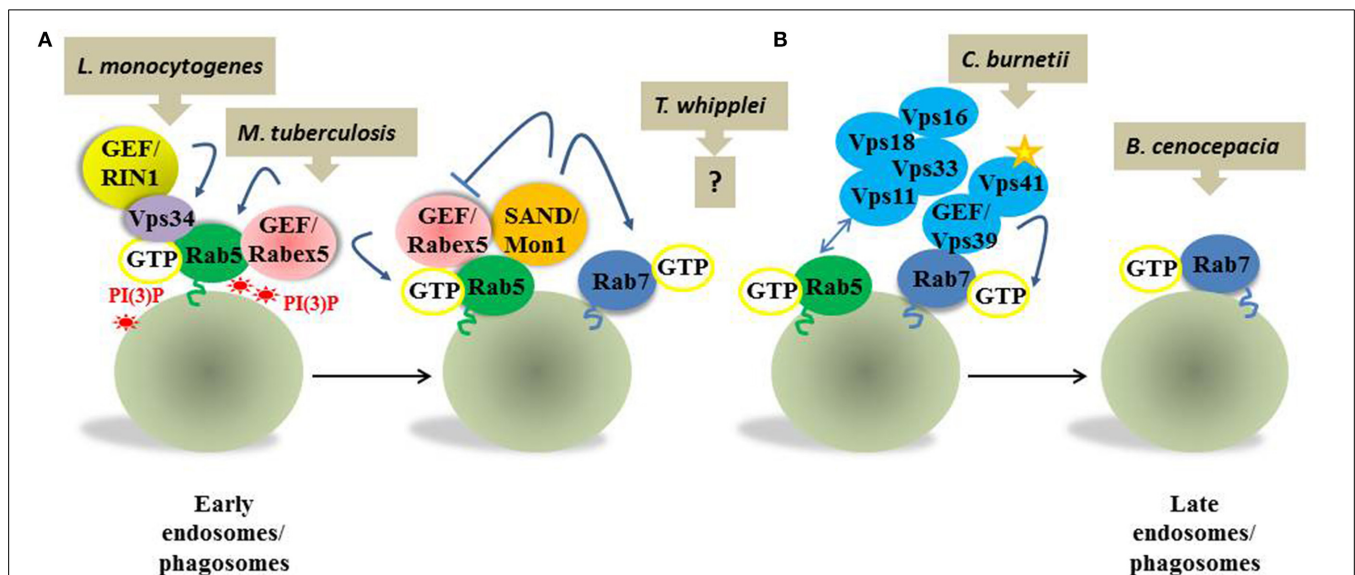 A
L. monocytogenes
GEF/
RIN1
Vps34
GTP
Rab5
M. tuberculosis
GEF/
Rabex5
PI(3)P
PI(3)P
GEF/
Rabex5
SAND/
Mon1
GTP
Rab5
Rab7
GTP
T. whipplei
?
Early
endosomes/
phagosomes
B
C. burnetii
Vps16
Vps18
Vps33
Vps11
Vps41
GEF/
Vps39
GTP
Rab5
Rab7
GTP
B. cenocepacia
GTP
Rab7
Late
endosomes/
phagosomes